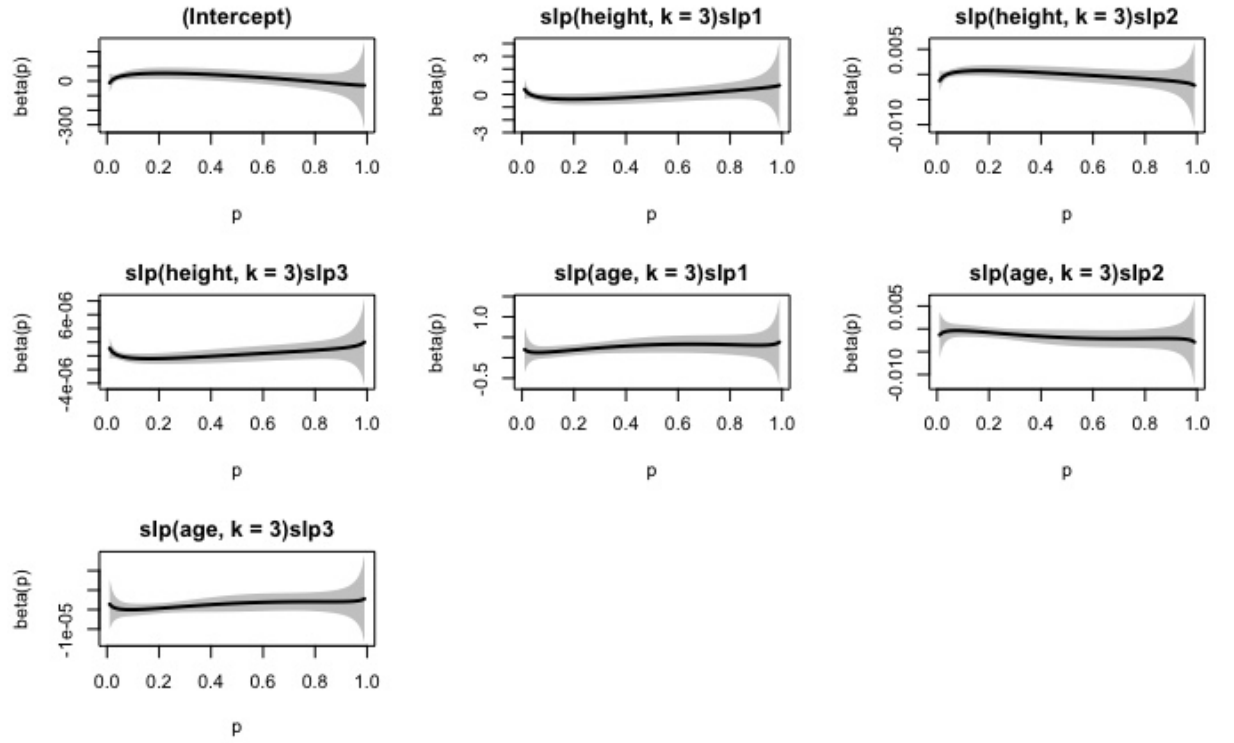 (Intercept)
beta(p)
0
-300
0.0 0.2 0.4 0.6 0.8 1.0
p
slp(height, k = 3)slp1
beta(p)
3
0
-3
0.0 0.2 0.4 0.6 0.8 1.0
p
slp(height, k = 3)slp2
beta(p)
0.005
-0.010
0.0 0.2 0.4 0.6 0.8 1.0
p
slp(height, k = 3)slp3
beta(p)
6e-06
-4e-06
0.0 0.2 0.4 0.6 0.8 1.0
p
slp(age, k = 3)slp1
beta(p)
1.0
-0.5
0.0 0.2 0.4 0.6 0.8 1.0
p
slp(age, k = 3)slp2
beta(p)
0.005
-0.010
0.0 0.2 0.4 0.6 0.8 1.0
p
slp(age, k = 3)slp3
beta(p)
-1e-05
0.0 0.2 0.4 0.6 0.8 1.0
p